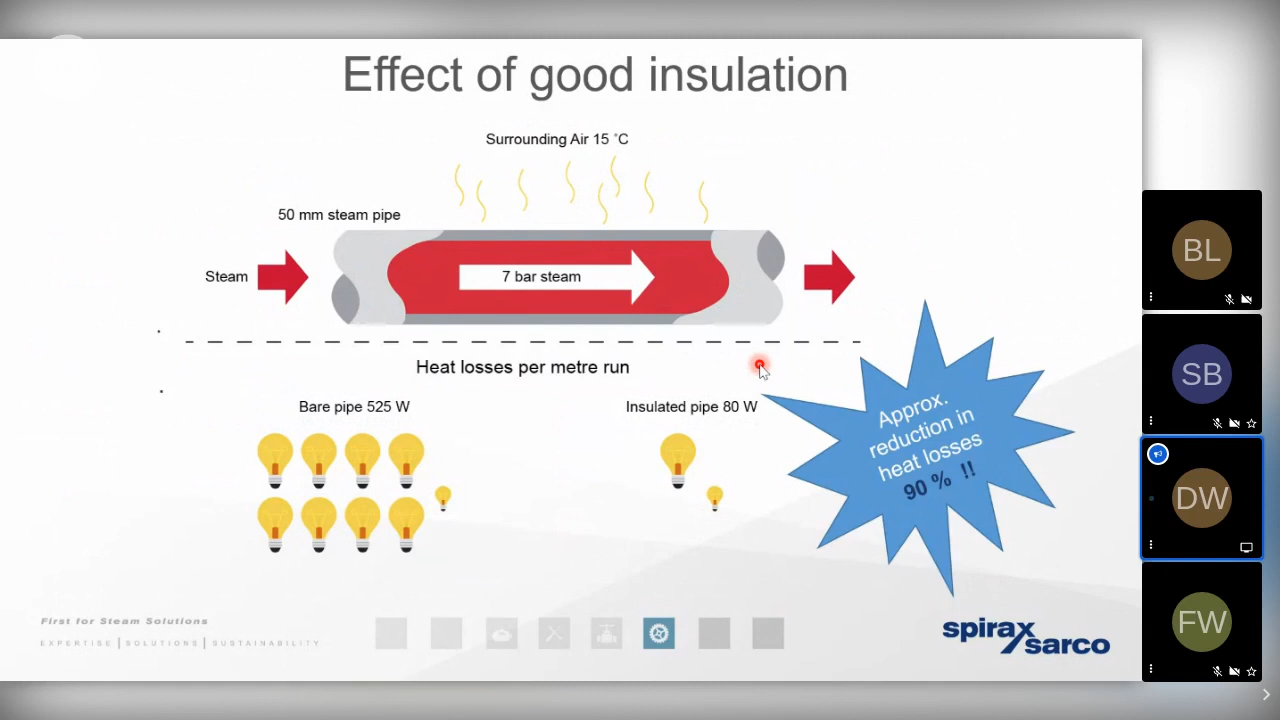 Effect of good insulation
Surrounding Air 15 °C
50 mm steam pipe
Steam
7 bar steam
Heat losses per metre run
Bare pipe 525 W
Insulated pipe 80 W
Approx.
reduction in
heat losses
90 % !!
First for Steam Solutions
EXPERTISE | SOLUTIONS | SUSTAINABILITY
spirax
sarco
BL
SB
DW
FW